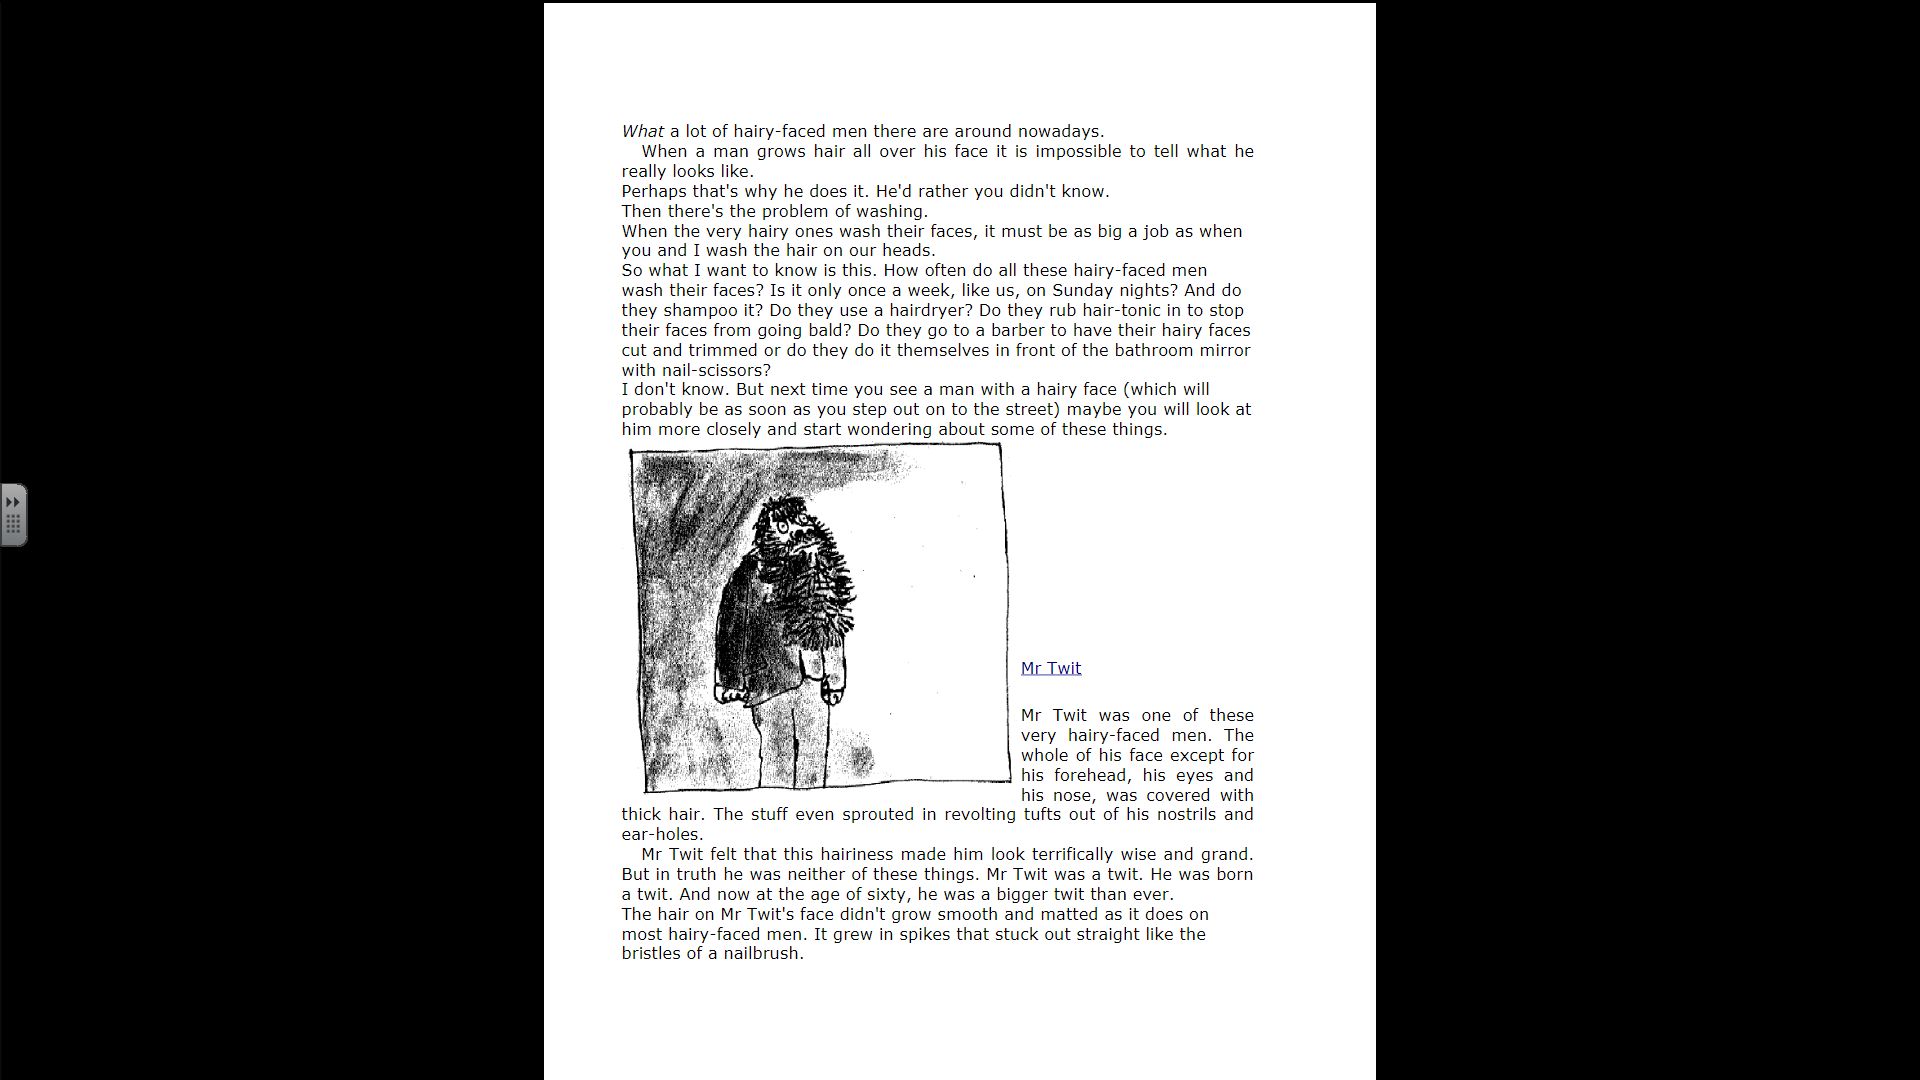 What a lot of hairy-faced men there are around nowadays.
When a man grows hair all over his face it is impossible to tell what he
really looks like.
Perhaps that's why he does it. He'd rather you didn't know.
Then there's the problem of washing.
When the very hairy ones wash their faces, it must be as big a job as when
you and I wash the hair on our heads.
So what I want to know is this. How often do all these hairy-faced men
wash their faces? Is it only once a week, like us, on Sunday nights? And do
they shampoo it? Do they use a hairdryer? Do they rub hair-tonic in to stop
their faces from going bald? Do they go to a barber to have their hairy faces
cut and trimmed or do they do it themselves in front of the bathroom mirror
with nail-scissors?
I don't know. But next time you see a man with a hairy face (which will
probably be as soon as you step out on to the street) maybe you will look at
him more closely and start wondering about some of these things.
Mr Twit
Mr Twit was one of these
very hairy-faced men. The
whole of his face except for
his forehead, his eyes and
his nose, was covered with
thick hair. The stuff even sprouted in revolting tufts out of his nostrils and
ear-holes.
Mr Twit felt that this hairiness made him look terrifically wise and grand.
But in truth he was neither of these things. Mr Twit was a twit. He was born
a twit. And now at the age of sixty, he was a bigger twit than ever.
The hair on Mr Twit's face didn't grow smooth and matted as it does on
most hairy-faced men. It grew in spikes that stuck out straight like the
bristles of a nailbrush.